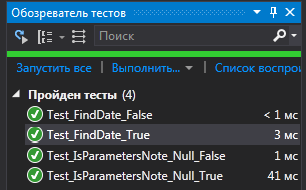 Обозреватель тестов
Поиск
Запустить все | Выполнить... | Список воспро
Пройден тесты (4)
Test_FindDate_False < 1 мс
Test_FindDate_True 3 мс
Test_IsParametersNote_Null_False 1 мс
Test_IsParametersNote_Null_True 41 мс